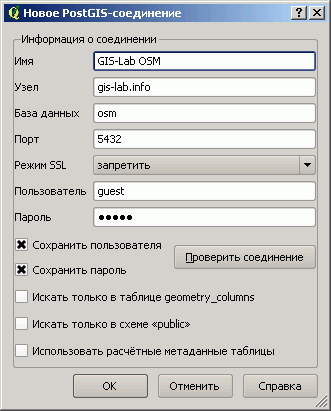 Новое PostGIS-соединение
Информация о соединении
Имя GIS-Lab OSM
Узел gis-lab.info
База данных osm
Порт 5432
Режим SSL запретить
Пользователь guest
Пароль ●●●●●
Сохранить пользователя
Проверить соединение
Сохранить пароль
Искать только в таблице geometry_columns
Искать только в схеме «public»
Использовать расчётные метаданные таблицы
OK Отменить Справка